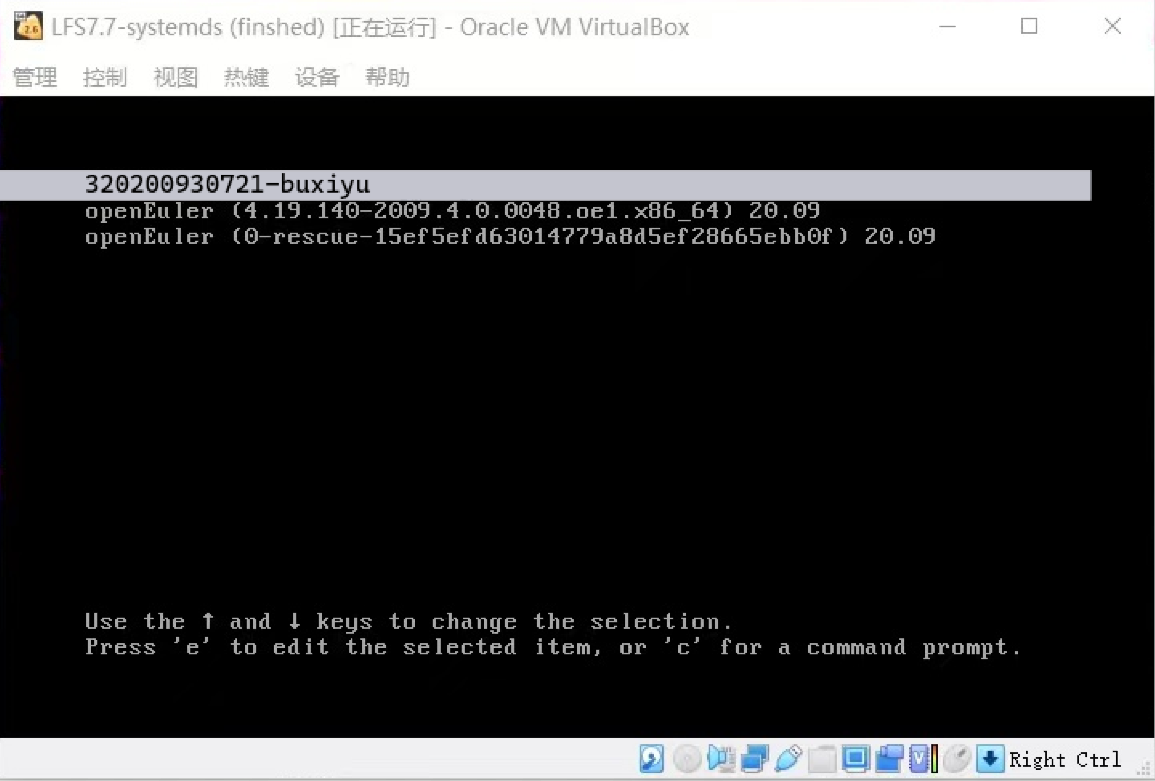 LFS7.7-systemds (finshed) [正在运行] - Oracle VM VirtualBox
管理 控制 视图 热键 设备 帮助
320200930721-buxiyu
openEuler (4.19.140-2009.4.0.0048.oe1.x86_64) 20.09
openEuler (0-rescue-15ef5efd63014779a8d5ef28665ebb0f) 20.09
Use the ↑ and ↓ keys to change the selection.
Press 'e' to edit the selected item, or 'c' for a command prompt.
Right Ctrl